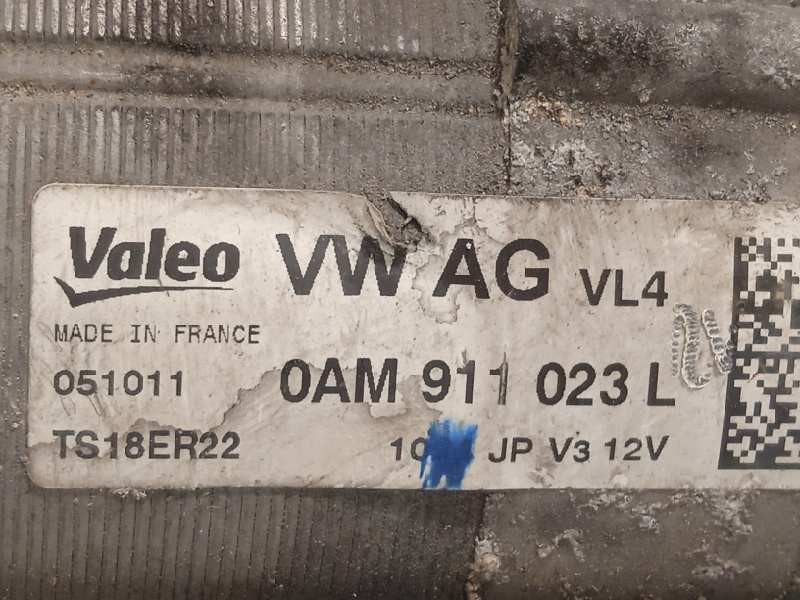 Valeo VW AG VL4
MADE IN FRANCE
051011 0AM 911 023 L
TS18ER22 JP V3 12V